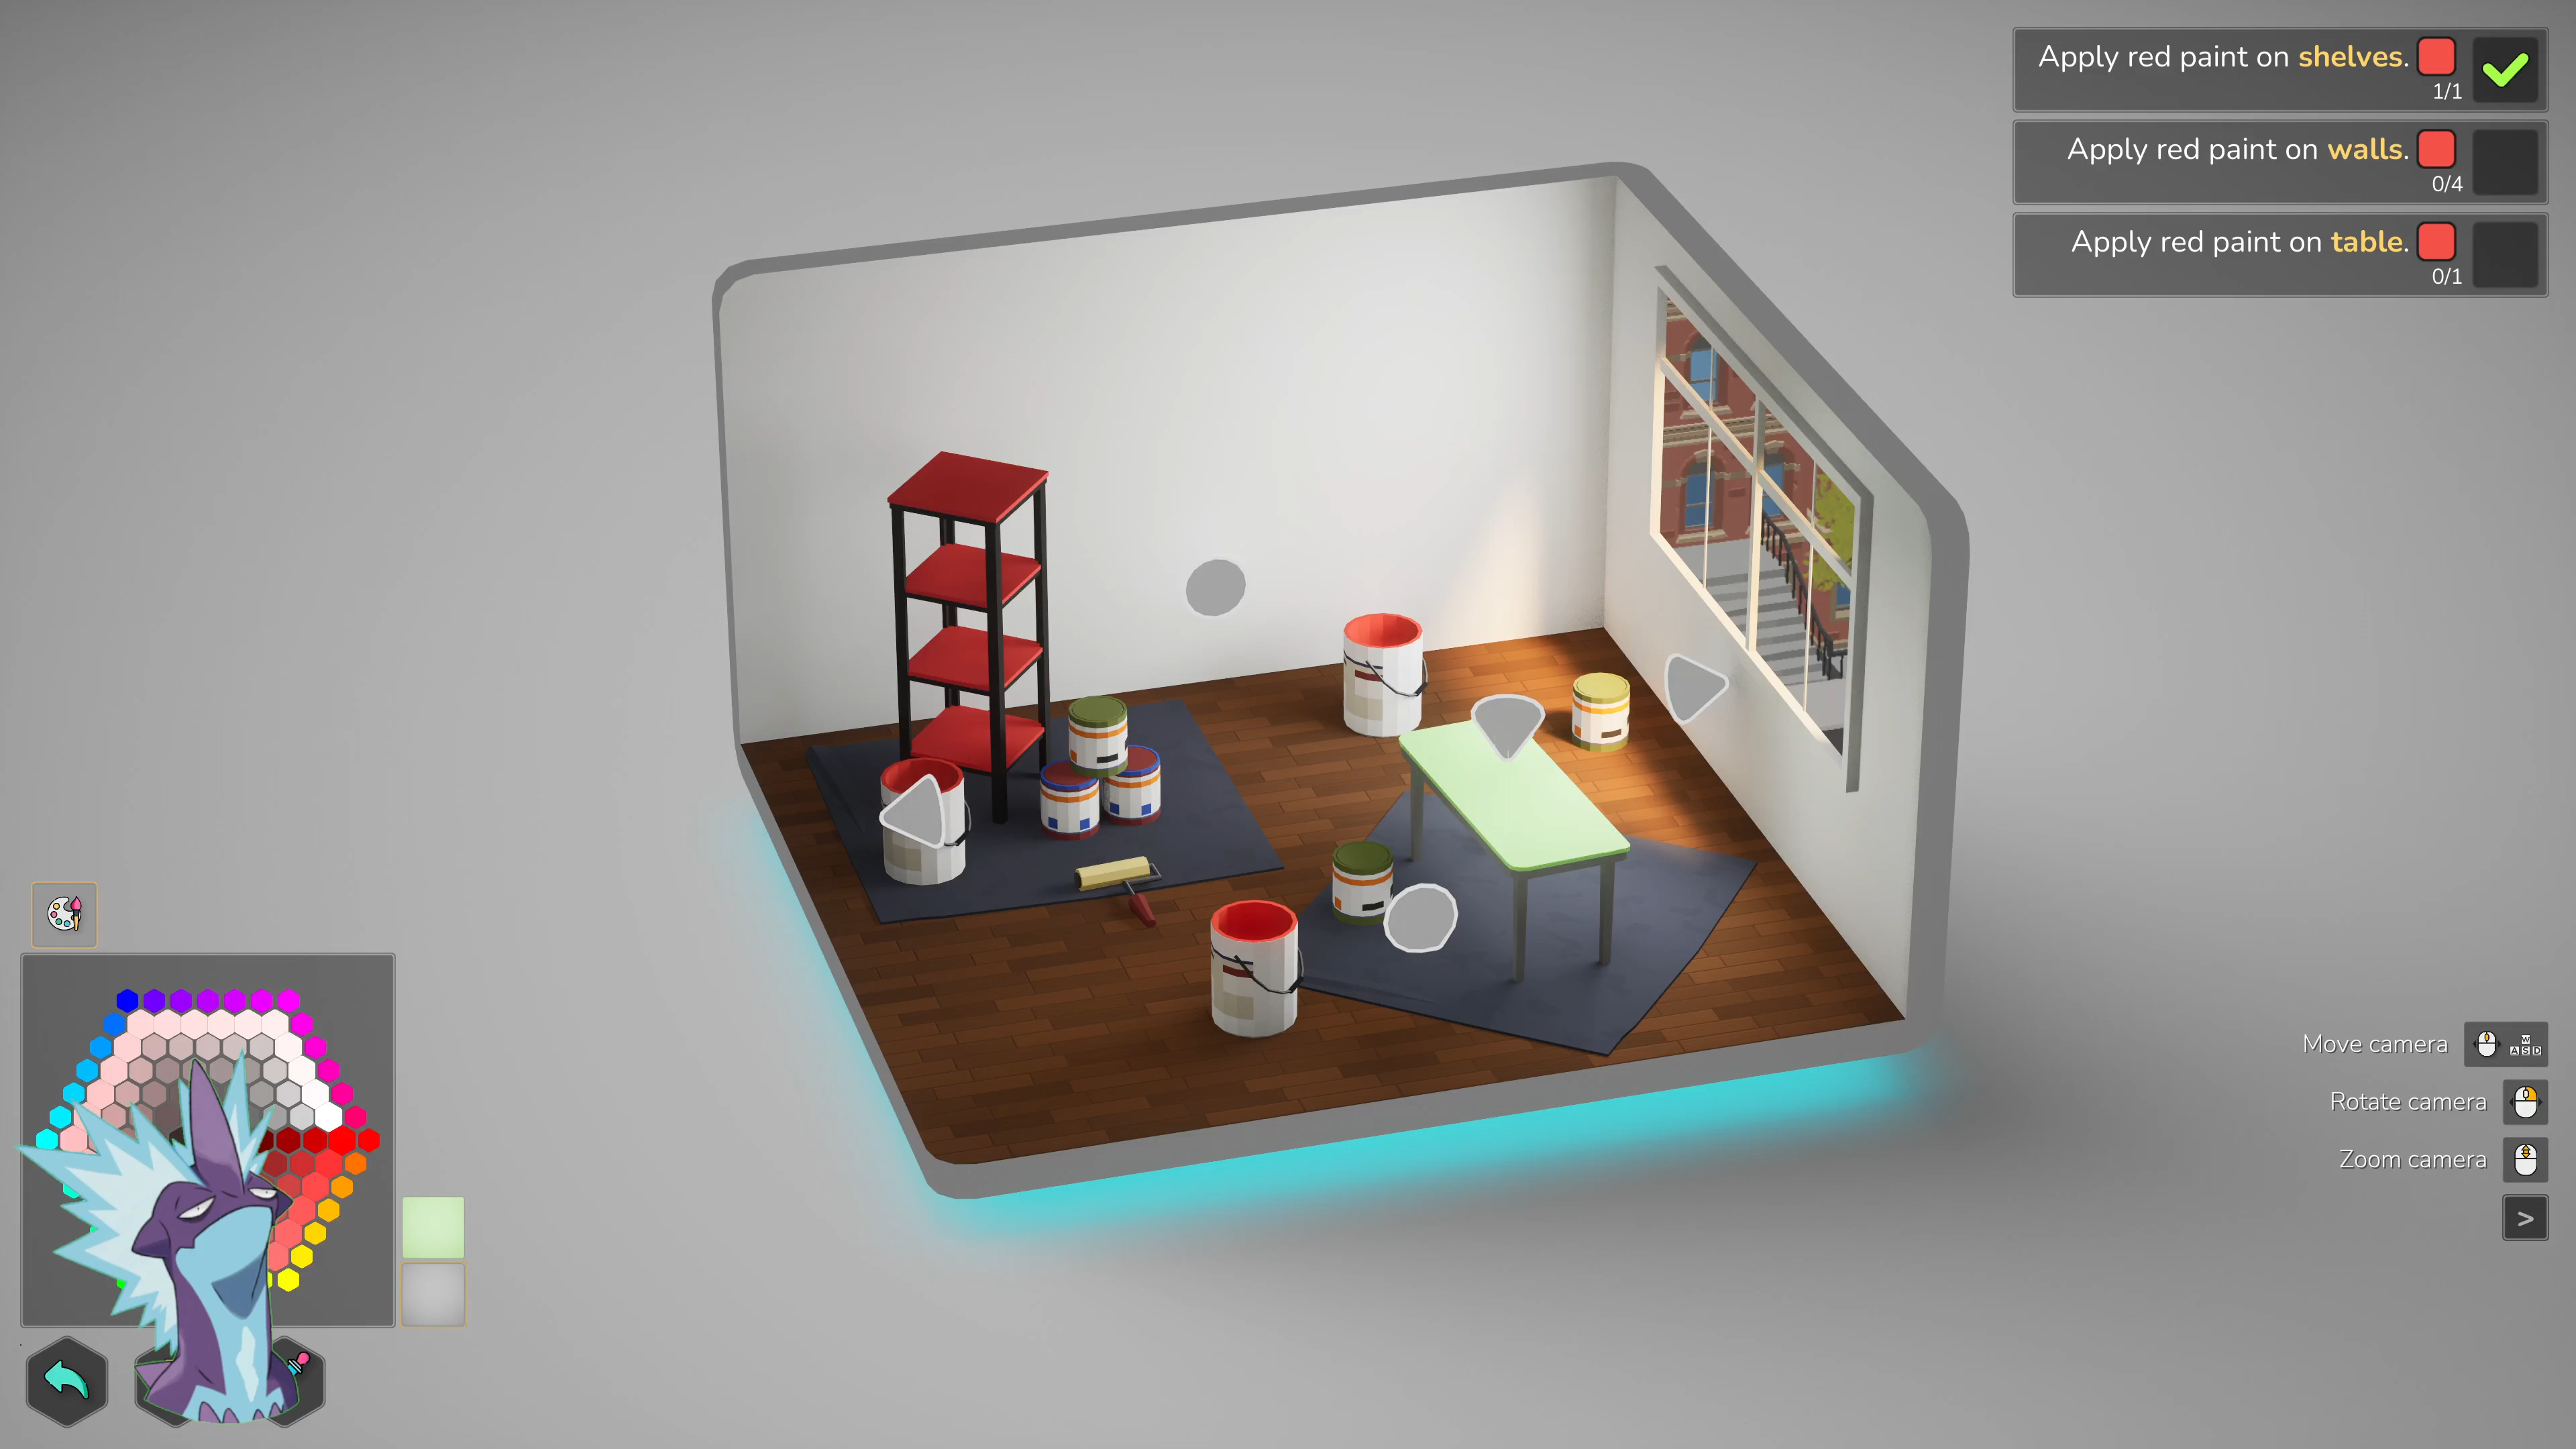 Apply red paint on shelves.
1/1
Apply red paint on walls.
0/4
Apply red paint on table.
0/1
Move camera
W
A S D
Rotate camera
Zoom camera
>